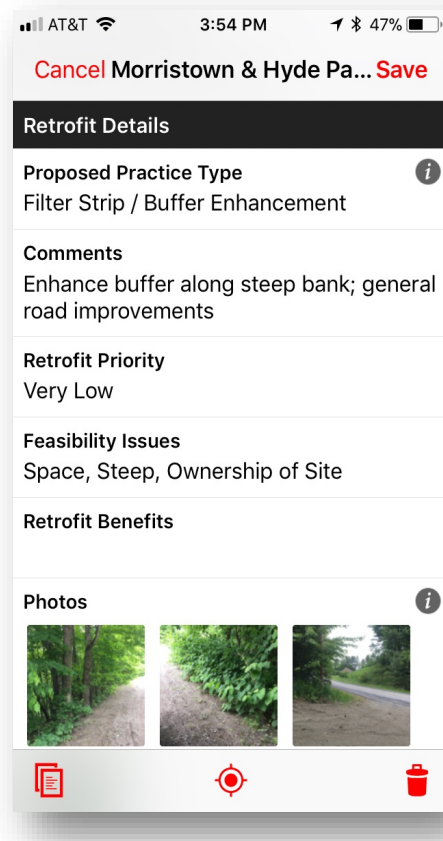 AT&T 3:54 PM 47%
Cancel Morristown & Hyde Pa... Save
Retrofit Details
Proposed Practice Type
Filter Strip / Buffer Enhancement
Comments
Enhance buffer along steep bank; general
road improvements
Retrofit Priority
Very Low
Feasibility Issues
Space, Steep, Ownership of Site
Retrofit Benefits
Photos